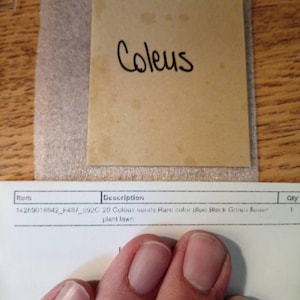 Coleus
Item Description Qty
20 Coleus seeds Rare color Blue Black Green flower 1
plant lawn